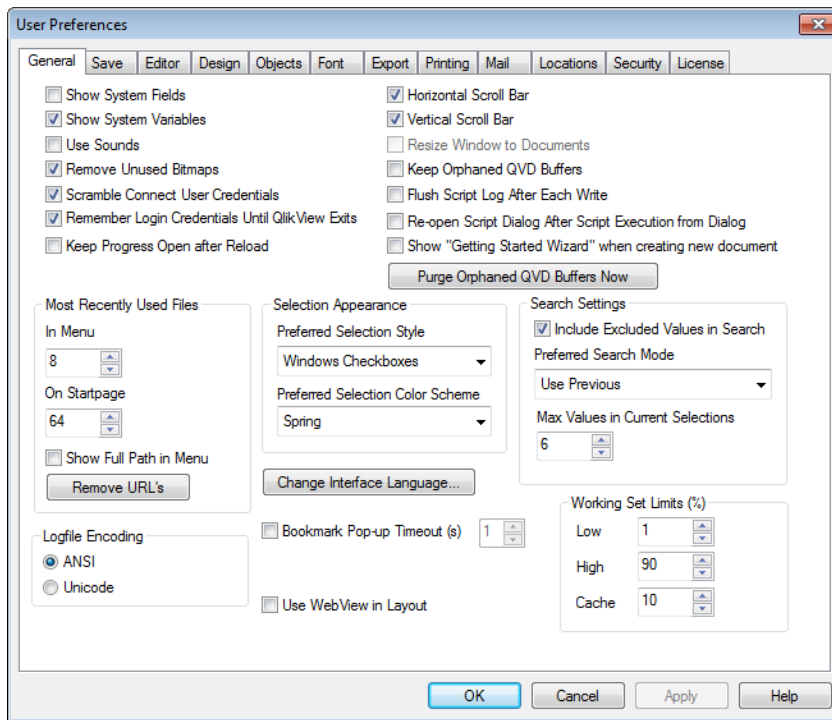 User Preferences
General Save Editor Design Objects Font Export Printing Mail Locations Security License
Show System Fields
Show System Variables
Use Sounds
Remove Unused Bitmaps
Scramble Connect User Credentials
Remember Login Credentials Until QlikView Exits
Keep Progress Open after Reload
Horizontal Scroll Bar
Vertical Scroll Bar
Resize Window to Documents
Keep Orphaned QVD Buffers
Flush Script Log After Each Write
Re-open Script Dialog After Script Execution from Dialog
Show "Getting Started Wizard" when creating new document
Purge Orphaned QVD Buffers Now
Most Recently Used Files
In Menu
8
On Startpage
64
Show Full Path in Menu
Remove URL's
Selection Appearance
Preferred Selection Style
Windows Checkboxes
Preferred Selection Color Scheme
Spring
Search Settings
Include Excluded Values in Search
Preferred Search Mode
Use Previous
Max Values in Current Selections
6
Change Interface Language...
Logfile Encoding
ANSI
Unicode
Bookmark Pop-up Timeout (s) 1
Use WebView in Layout
Working Set Limits (%)
Low 1
High 90
Cache 10
OK Cancel Apply Help